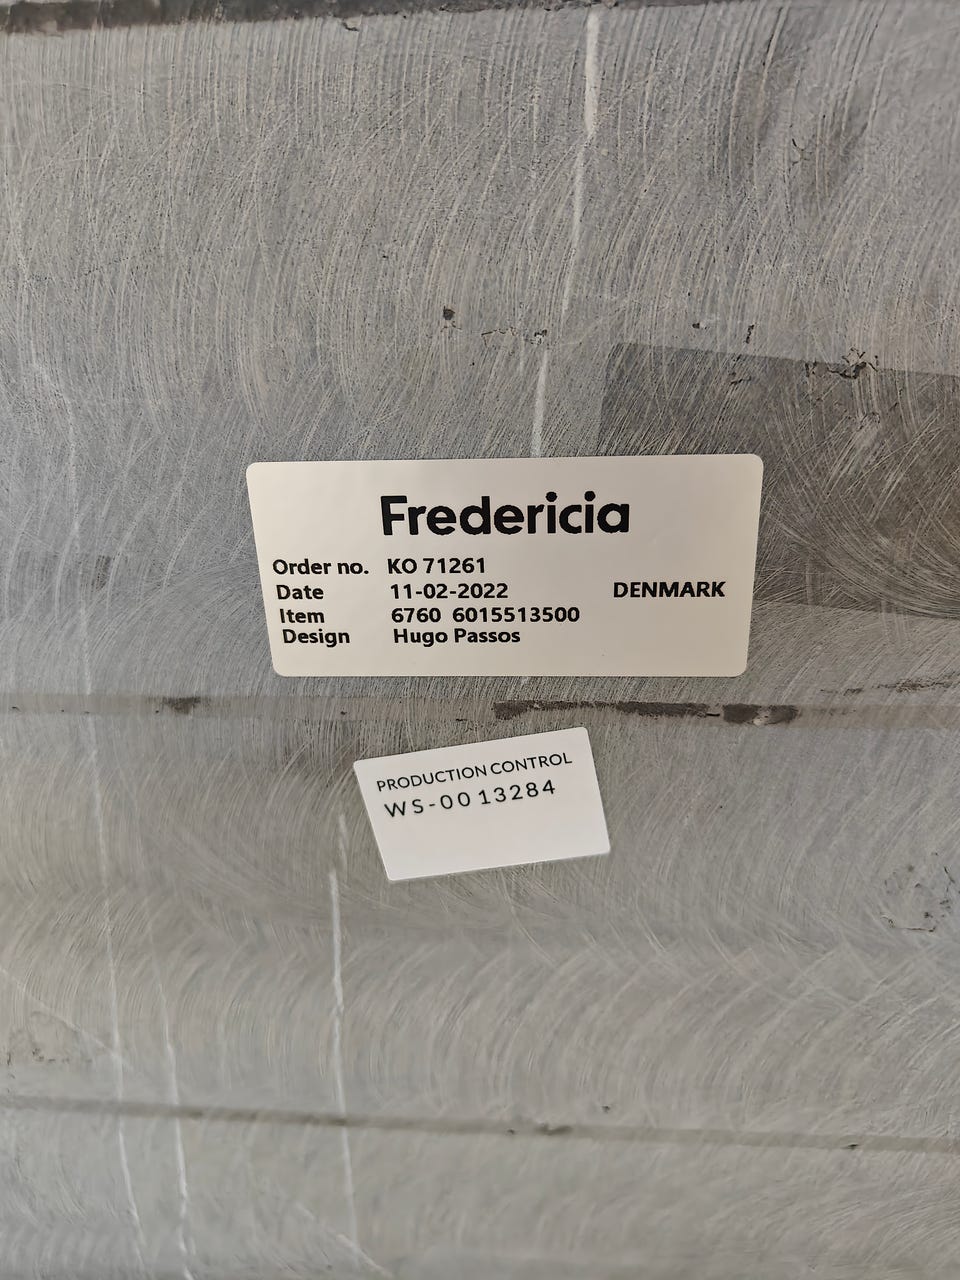 Fredericia
Order no. KO 71261
Date 11-02-2022 DENMARK
Item 6760 6015513500
Design Hugo Passos
PRODUCTION CONTROL
WS-0013284